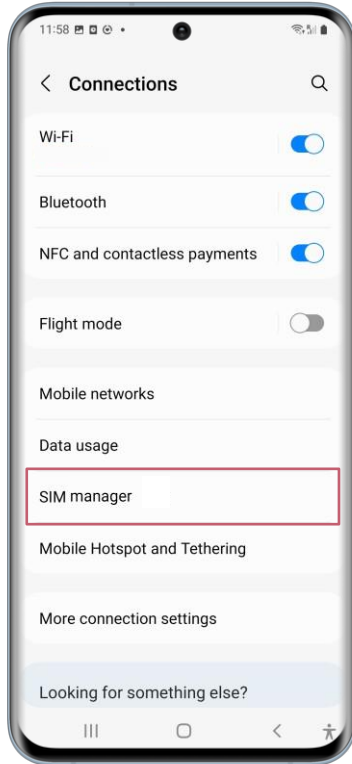 11:58
Connections
Wi-Fi
Bluetooth
NFC and contactless payments
Flight mode
Mobile networks
Data usage
SIM manager
Mobile Hotspot and Tethering
More connection settings
Looking for something else?